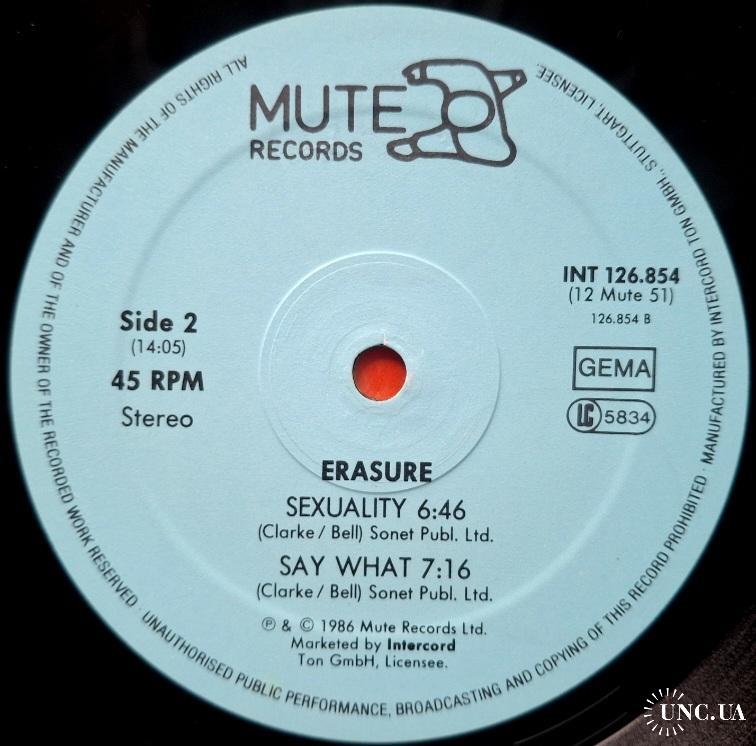 MUTE
RECORDS
INT 126.854
(12 Mute 51)
126.854 B
Side 2
(14:05)
45 RPM
Stereo
GEMA
LC 5834
ERASURE
SEXUALITY 6:46
(Clarke / Bell) Sonet Publ. Ltd.
SAY WHAT 7:16
(Clarke / Bell) Sonet Publ. Ltd.
℗ & © 1986 Mute Records Ltd.
Marketed by Intercord
Ton GmbH, Licensee.
ALL RIGHTS OF THE MANUFACTURER AND OF THE OWNER OF THE RECORDED WORK RESERVED · UNAUTHORISED PUBLIC PERFORMANCE, BROADCASTING AND COPYING OF THIS RECORD PROHIBITED · MANUFACTURED BY INTERCORD TON GMBH., STUTTGART, LICENSEE.
UNC.UA